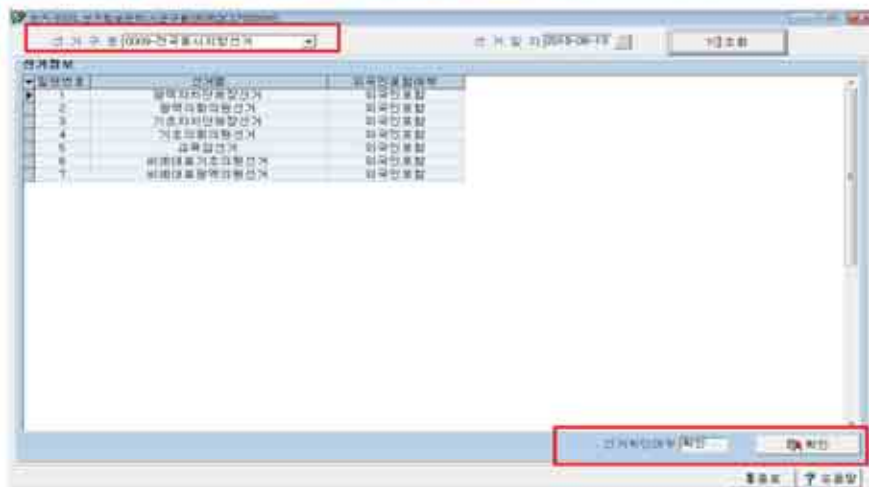 선 거 구 분 0009-전국동시지방선거 선 거 일 자 조회
선거정보
일련번호 선거명 외국인포함여부
1 광역자치단체장선거 외국인포함
2 광역의회의원선거 외국인포함
3 기초자치단체장선거 외국인포함
4 기초의회의원선거 외국인포함
5 교육감선거 외국인포함
6 비례대표기초의원선거 외국인포함
7 비례대표광역의원선거 외국인포함
선거확인여부 확인 확인
종료 ? 도움말